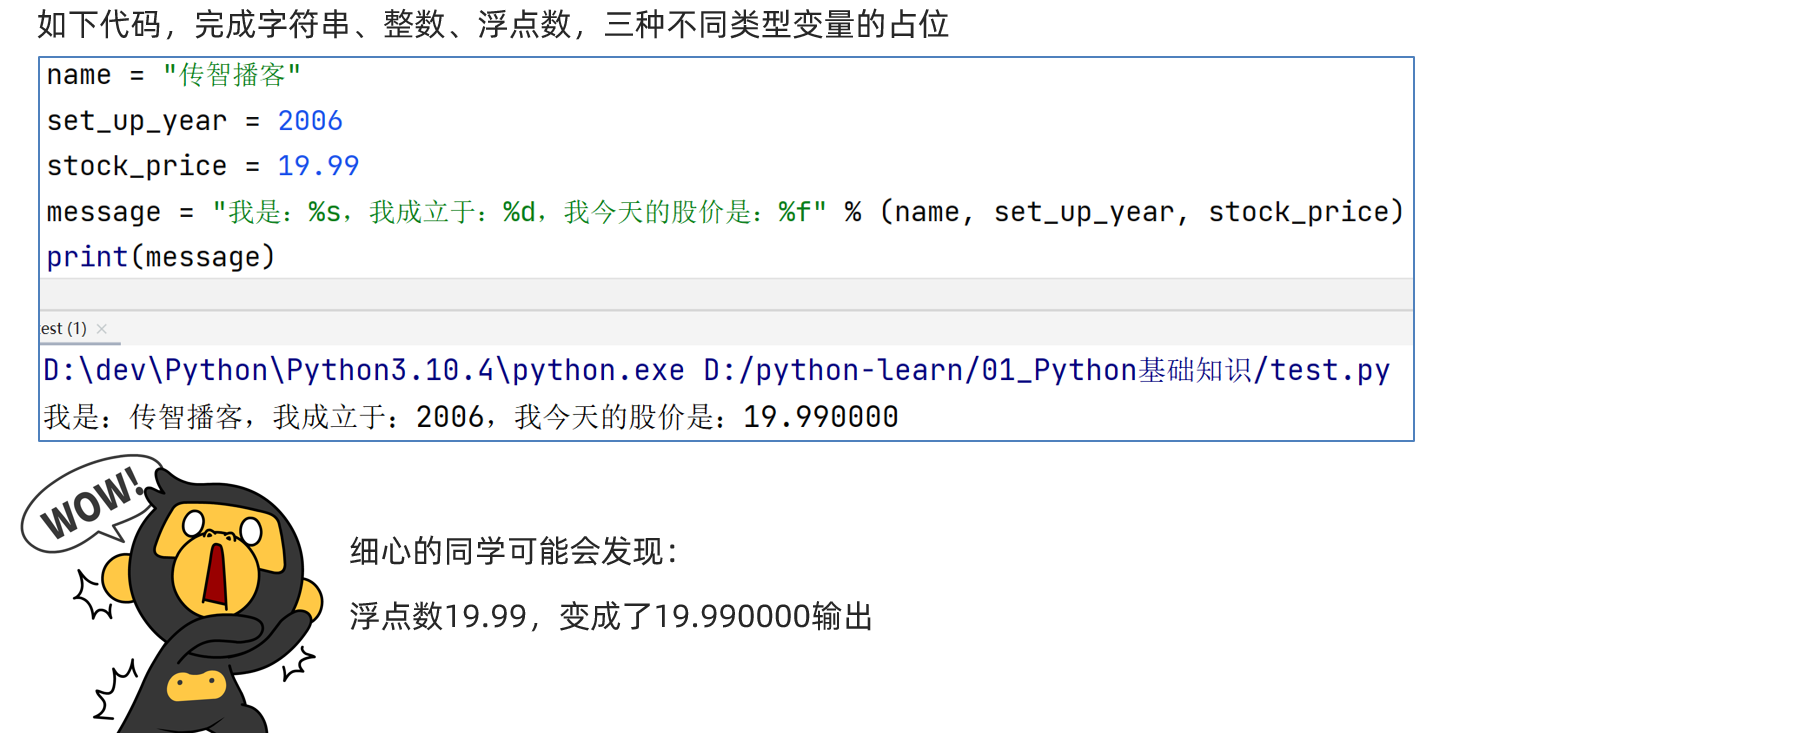 如下代码，完成字符串、整数、浮点数，三种不同类型变量的占位
name = "传智播客"
set_up_year = 2006
stock_price = 19.99
message = "我是：%s，我成立于：%d，我今天的股价是：%f" % (name, set_up_year, stock_price)
print(message)
est (1) ×
D:\dev\Python\Python3.10.4\python.exe D:/python-learn/01_Python基础知识/test.py
我是：传智播客，我成立于：2006，我今天的股价是：19.990000
WOW!
细心的同学可能会发现：
浮点数19.99，变成了19.990000输出